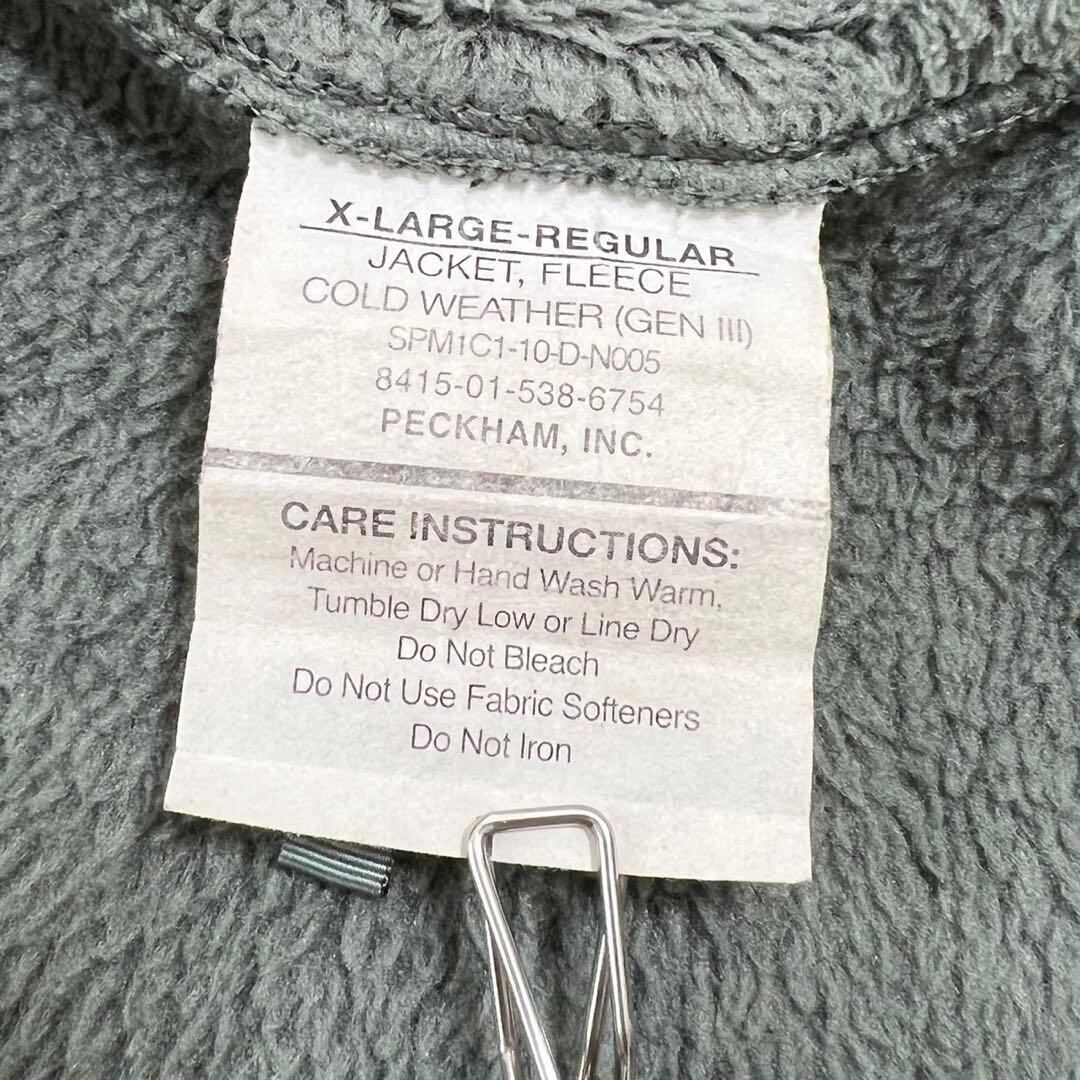 X-LARGE-REGULAR
JACKET, FLEECE
COLD WEATHER (GEN III)
SPM1C1-10-D-N005
8415-01-538-6754
PECKHAM, INC.
CARE INSTRUCTIONS:
Machine or Hand Wash Warm,
Tumble Dry Low or Line Dry
Do Not Bleach
Do Not Use Fabric Softeners
Do Not Iron